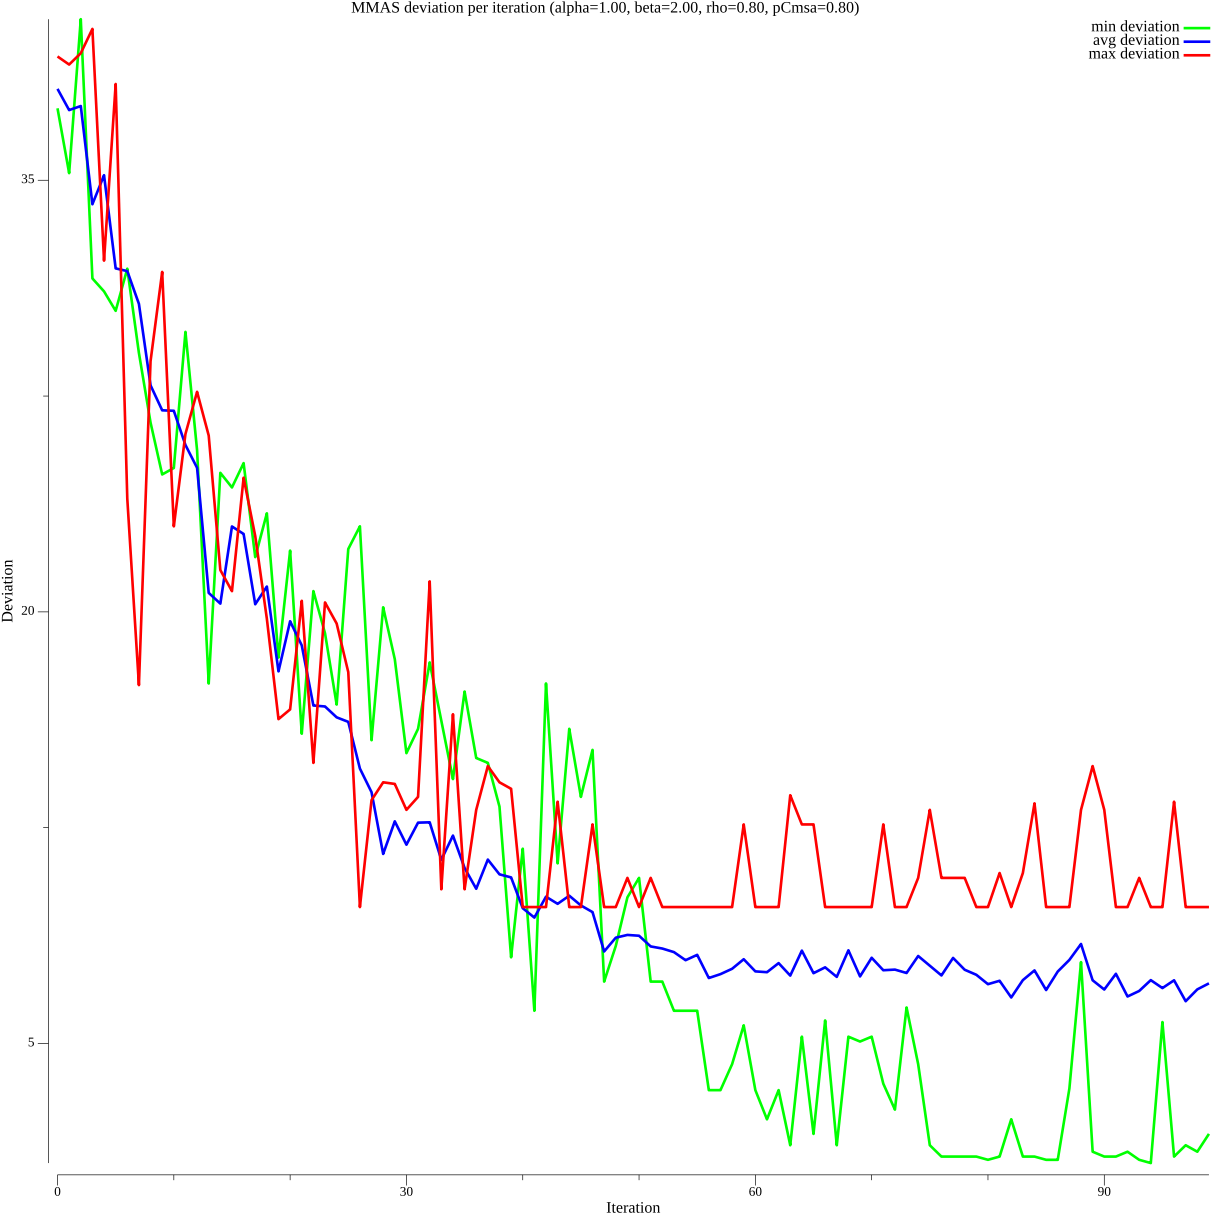 MMAS deviation per iteration (alpha=1.00, beta=2.00, rho=0.80, pCmsa=0.80)
min deviation
avg deviation
max deviation
35
20
5
Deviation
0
30
60
90
Iteration